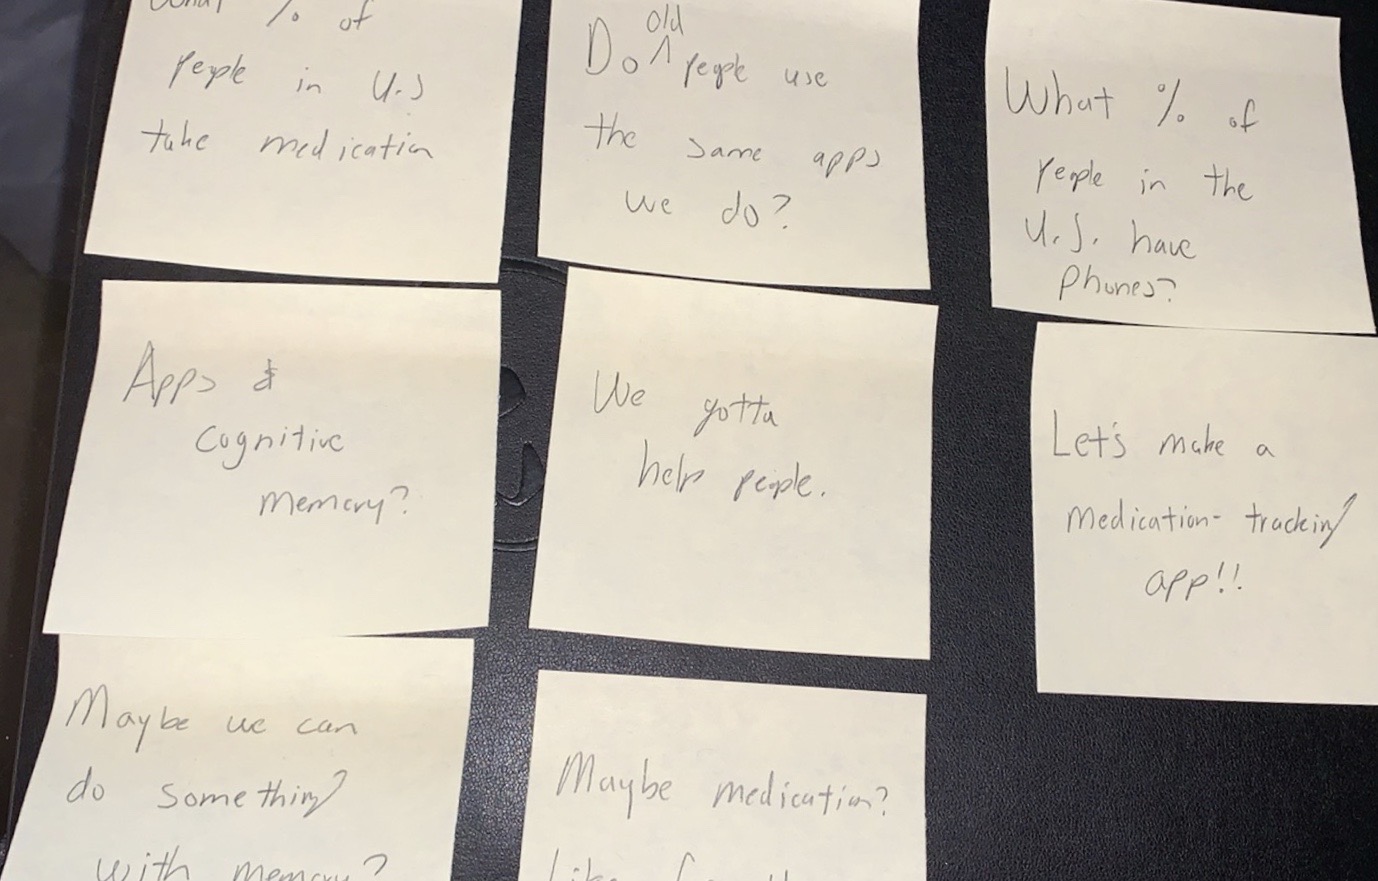 What % of
people in U.S
take medication
Do old people use
the same apps
we do?
What % of
people in the
U.S. have
phones?
Apps &
cognitive
memory?
We gotta
help people.
Let's make a
medication-tracking
app!!
Maybe we can
do something
with memory?
Maybe medication?
Like